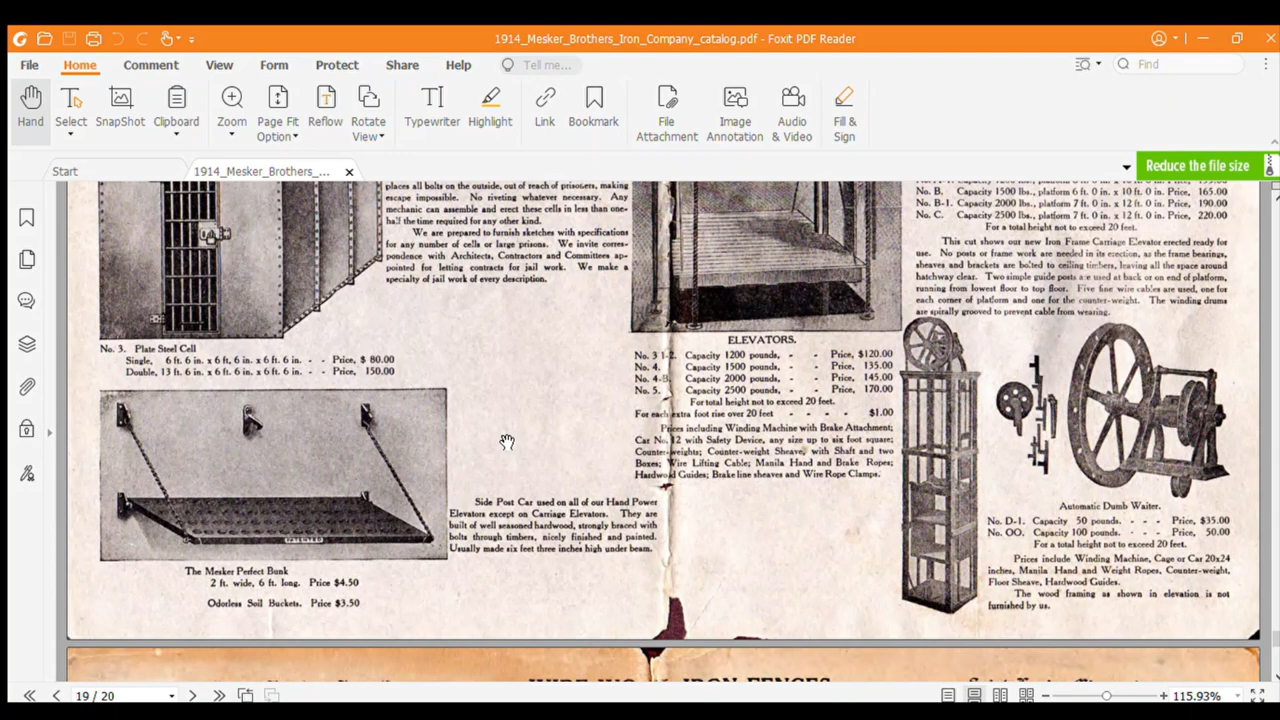 1914_Mesker_Brothers_Iron_Company_catalog.pdf - Foxit PDF Reader
File Home Comment View Form Protect Share Help Tell me... Find
Hand Select SnapShot Clipboard Zoom Page Fit Option Reflow Rotate View Typewriter Highlight Link Bookmark File Attachment Image Annotation Audio & Video Fill & Sign
Start 1914_Mesker_Brothers_... Reduce the file size
places all bolts on the outside, out of reach of prisoners, making
escape impossible. No riveting whatever necessary. Any
mechanic can assemble and erect these cells in less than one-
half the time required for any other kind.
We are prepared to furnish sketches with specifications
for any number of cells or large prisons. We invite corres-
pondence with Architects, Contractors and Committees ap-
pointed for letting contracts for jail work. We make a
specialty of jail work of every description.
No. 3. Plate Steel Cell
Single, 6 ft. 6 in. x 6 ft, 6 in. x 6 ft. 6 in. - - Price, $ 80.00
Double, 13 ft. 6 in. x 6 ft. 6 in. x 6 ft. 6 in. - - Price, 150.00
PATENTED
The Mesker Perfect Bunk
2 ft. wide, 6 ft. long. Price $4.50
Odorless Soil Buckets. Price $3.50
Side Post Car used on all of our Hand Power
Elevators except on Carriage Elevators. They are
built of well seasoned hardwood, strongly braced with
bolts through timbers, nicely finished and painted.
Usually made six feet three inches high under beam.
ELEVATORS.
No. 3 1-2. Capacity 1200 pounds, - - Price, $120.00
No. 4. Capacity 1500 pounds, - - Price, 135.00
No. 4-B. Capacity 2000 pounds, - - Price, 145.00
No. 5. Capacity 2500 pounds, - - Price, 170.00
For total height not to exceed 20 feet.
For each extra foot rise over 20 feet - - - - - $1.00
Prices including Winding Machine with Brake Attachment;
Car No. 12 with Safety Device, any size up to six foot square;
Counter-weights; Counter-weight Sheave, with Shaft and two
Boxes; Wire Lifting Cable; Manila Hand and Brake Ropes;
Hardwood Guides; Brake line sheaves and Wire Rope Clamps.
No. B. Capacity 1500 lbs., platform 6 ft. 0 in. x 10 ft. 0 in. Price, 165.00
No. B-1. Capacity 2000 lbs., platform 7 ft. 0 in. x 12 ft. 0 in. Price, 190.00
No. C. Capacity 2500 lbs., platform 7 ft. 0 in. x 12 ft. 0 in. Price, 220.00
For a total height not to exceed 20 feet.
This cut shows our new Iron Frame Carriage Elevator erected ready for
use. No posts or frame work are needed in its erection, as the frame bearings,
sheaves and brackets are bolted to ceiling timbers, leaving all the space around
hatchway clear. Two simple guide posts are used at back or on end of platform,
running from lowest floor to top floor. Five fine wire cables are used, one for
each corner of platform and one for the counter-weight. The winding drums
are spirally grooved to prevent cable from wearing.
Automatic Dumb Waiter.
No. D-1. Capacity 50 pounds. - - - Price, $35.00
No. OO. Capacity 100 pounds, - - - Price, 50.00
For a total height not to exceed 20 feet.
Prices include Winding Machine, Cage or Car 20x24
inches, Manila Hand and Weight Ropes, Counter-weight,
Floor Sheave, Hardwood Guides.
The wood framing as shown in elevation is not
furnished by us.
19 / 20 115.93%